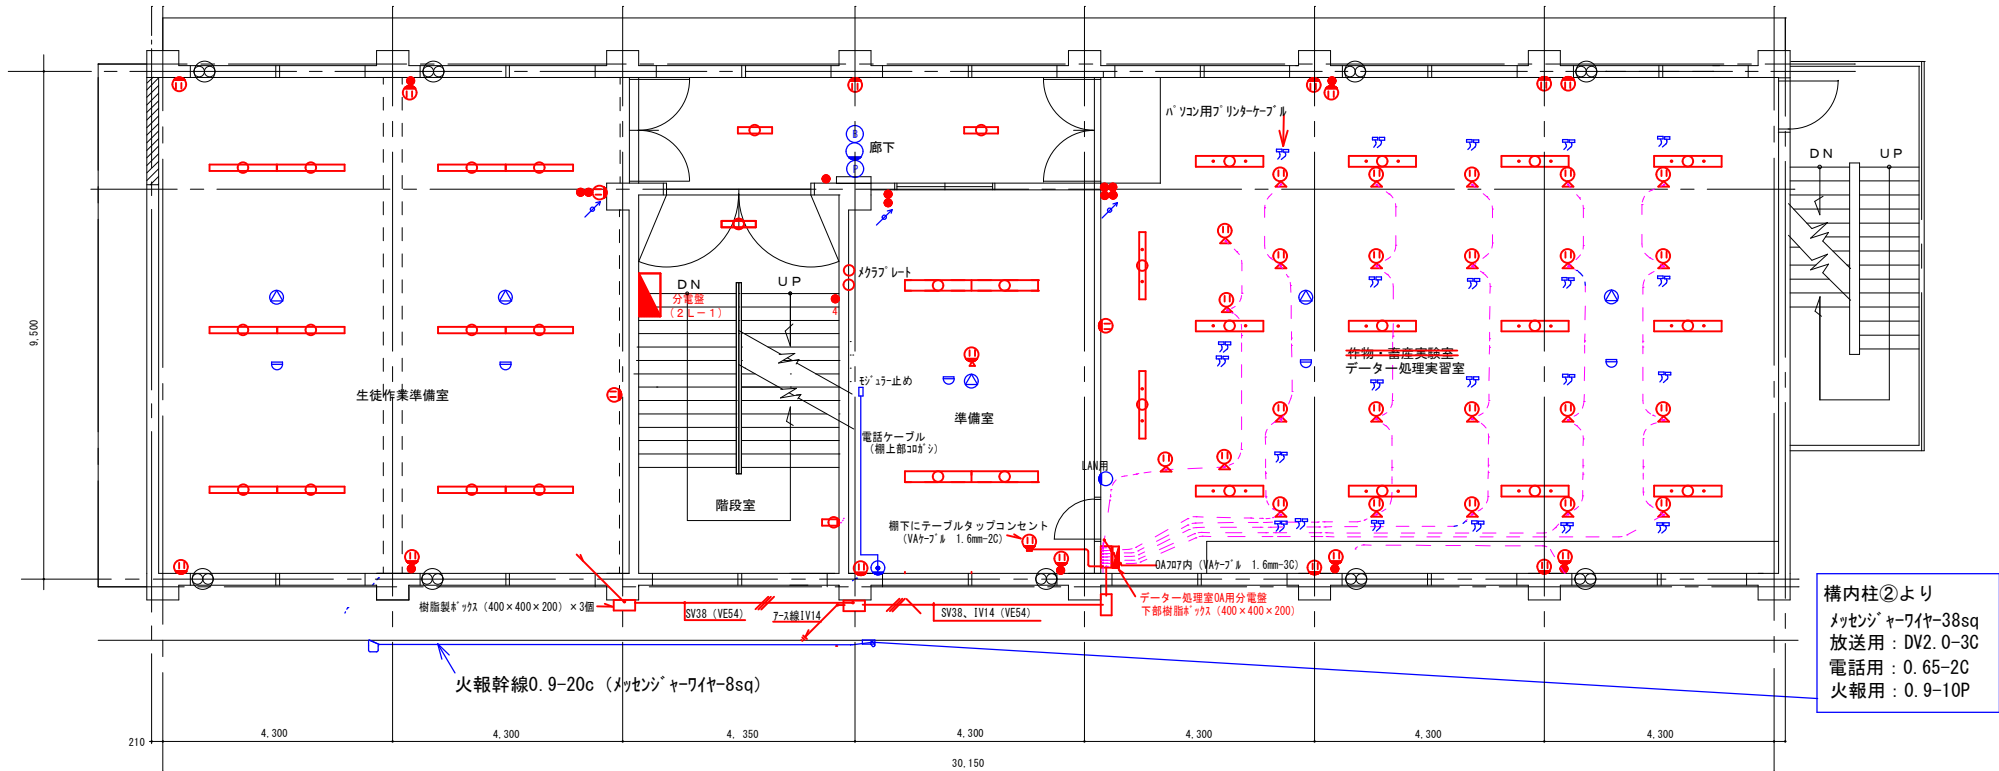 パソコン用プリンターケーブル
廊下
B
P
DN
UP
DN
UP
メクラプレート
分電盤
(2L-1)
4
9,500
作物・畜産実験室
データー処理実習室
モジュラー止め
生徒作業準備室
準備室
電話ケーブル
(棚上部コロガシ)
LAN用
階段室
棚下にテーブルタップコンセント
(VAケーブル 1.6mm-2C)
OAフロア内 (VAケーブル 1.6mm-3C)
樹脂製ボックス (400×400×200) ×3個
SV38 (VE54)
アース線IV14
SV38、IV14 (VE54)
データー処理室OA用分電盤
下部樹脂ボックス (400×400×200)
構内柱②より
メッセンジャーワイヤー38sq
放送用：DV2.0-3C
電話用：0.65-2C
火報用：0.9-10P
火報幹線0.9-20c (メッセンジャーワイヤー8sq)
210
4,300
4,300
4,350
4,300
4,300
4,300
4,300
30,150